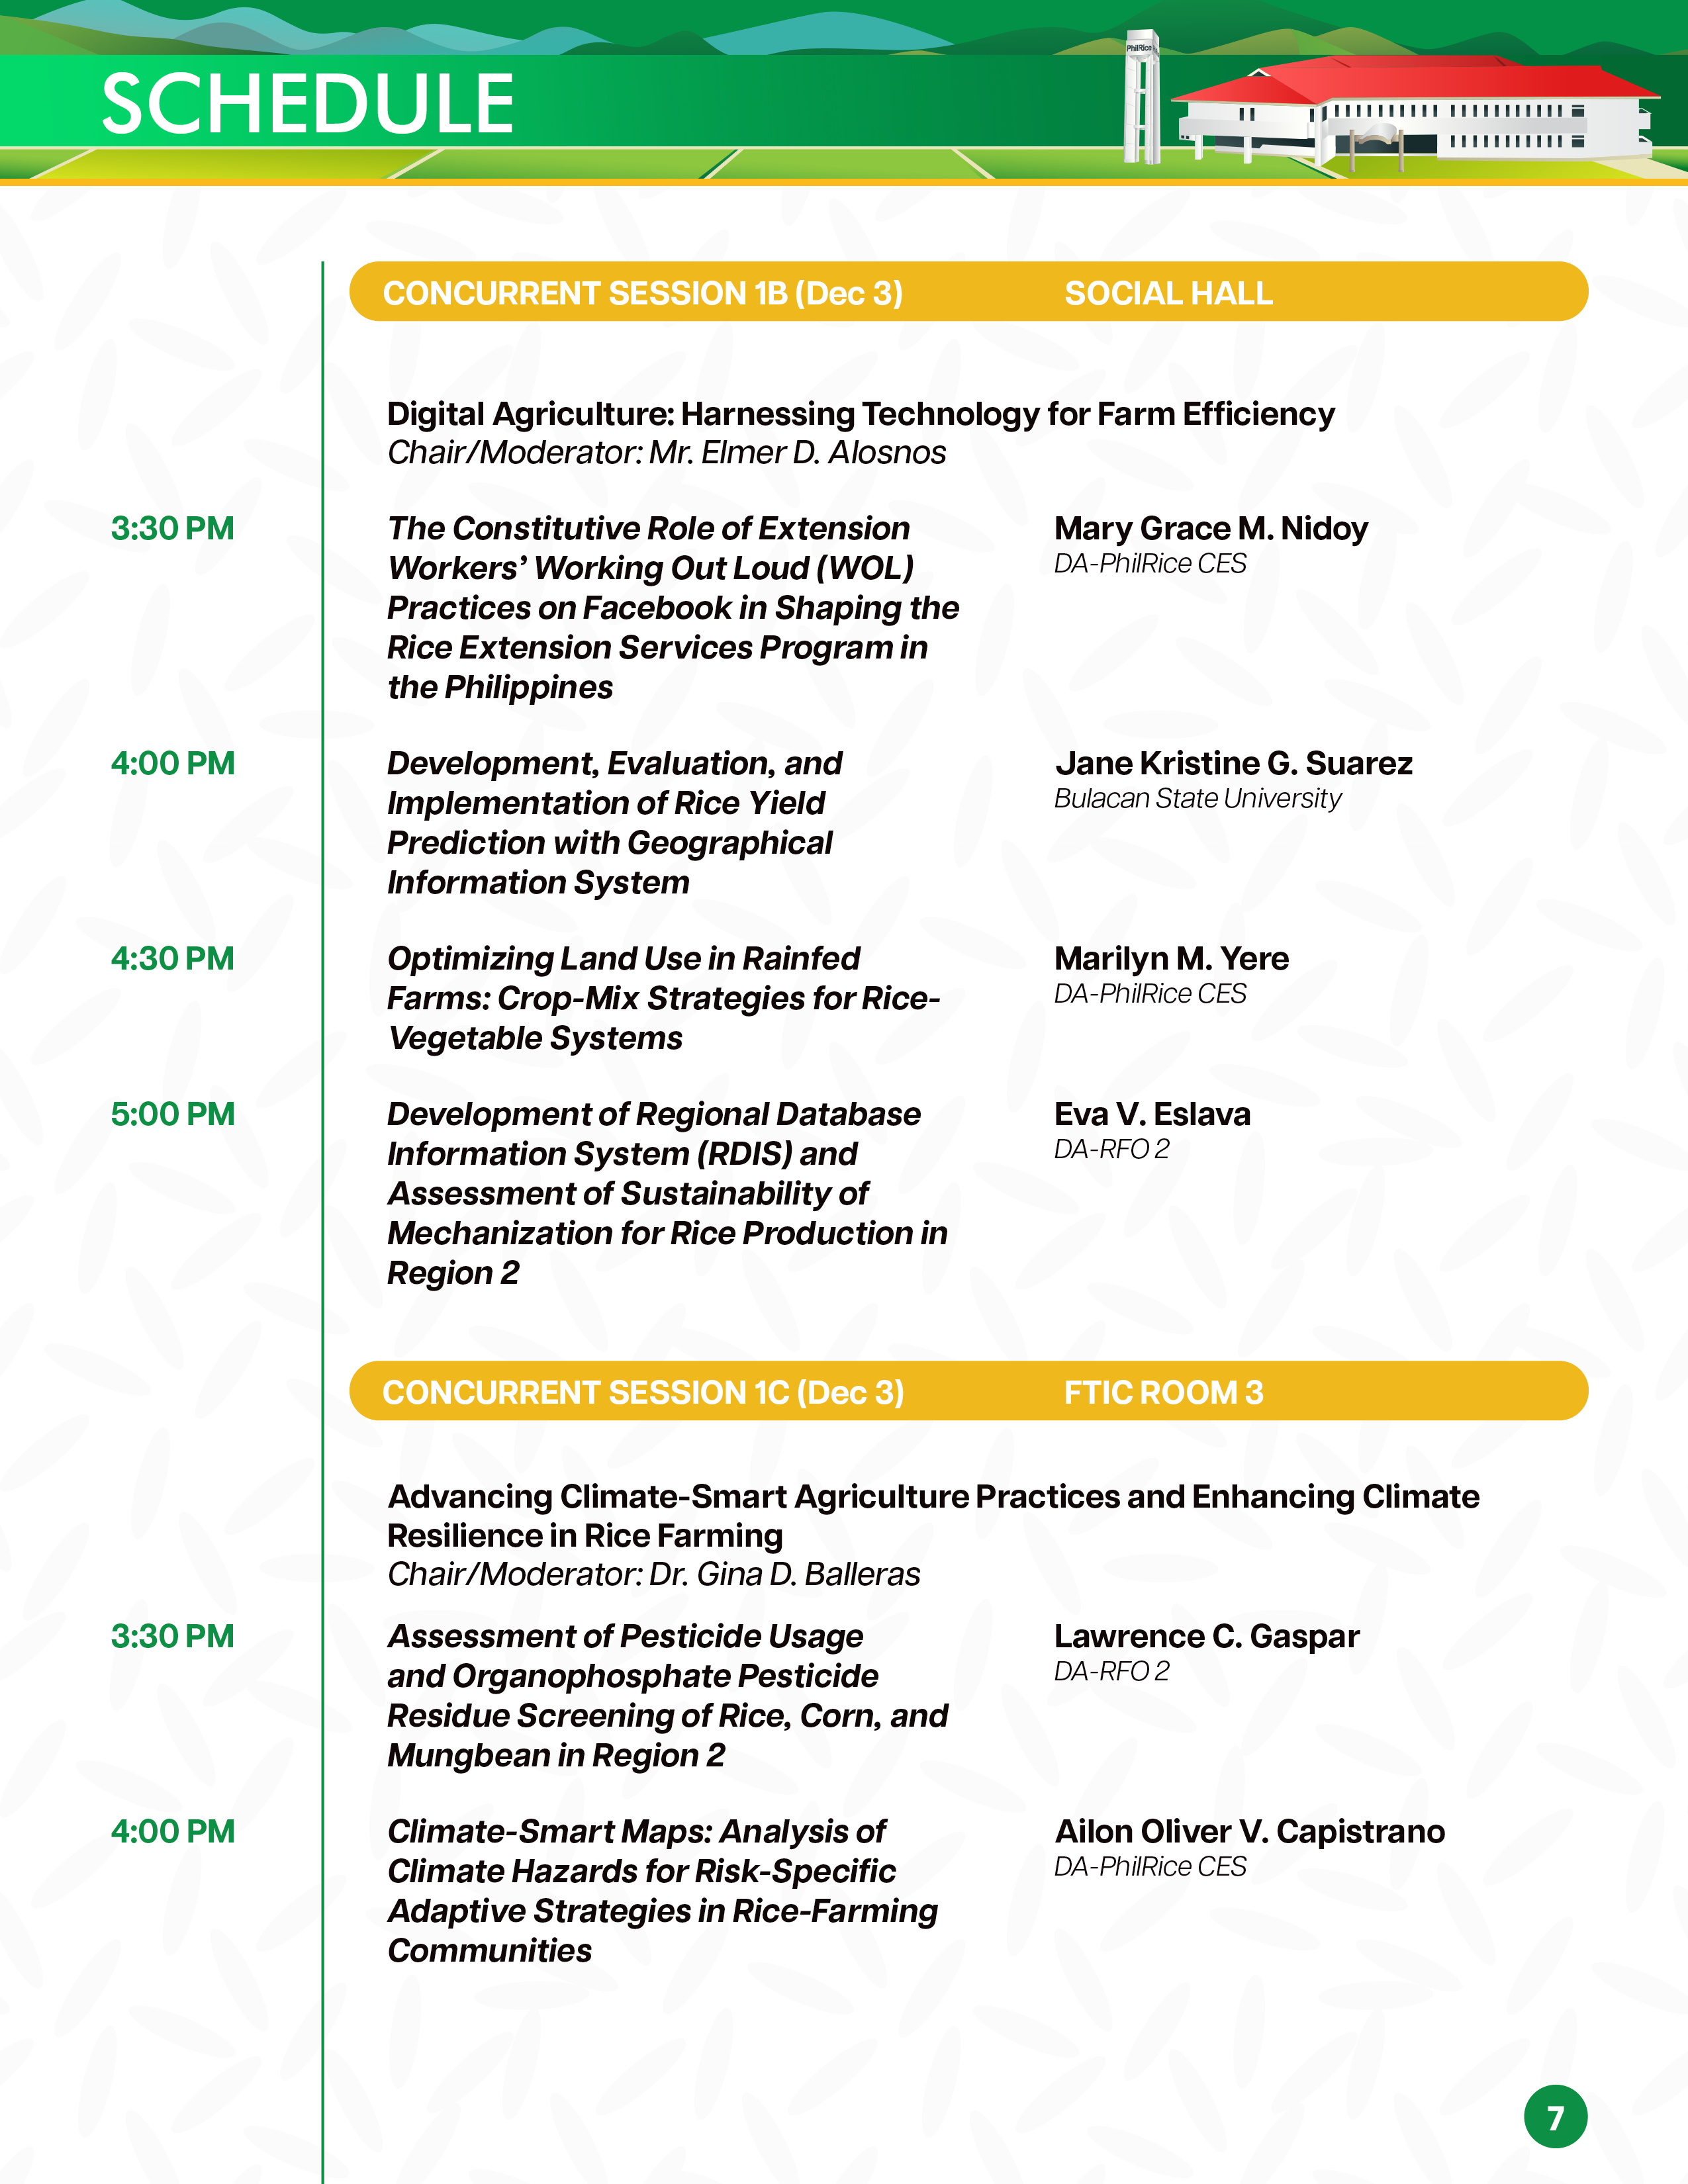 PhilRice
SCHEDULE
CONCURRENT SESSION 1B (Dec 3) SOCIAL HALL
Digital Agriculture: Harnessing Technology for Farm Efficiency
Chair/Moderator: Mr. Elmer D. Alosnos
3:30 PM
The Constitutive Role of Extension
Workers’ Working Out Loud (WOL)
Practices on Facebook in Shaping the
Rice Extension Services Program in
the Philippines
Mary Grace M. Nidoy
DA-PhilRice CES
4:00 PM
Development, Evaluation, and
Implementation of Rice Yield
Prediction with Geographical
Information System
Jane Kristine G. Suarez
Bulacan State University
4:30 PM
Optimizing Land Use in Rainfed
Farms: Crop-Mix Strategies for Rice-
Vegetable Systems
Marilyn M. Yere
DA-PhilRice CES
5:00 PM
Development of Regional Database
Information System (RDIS) and
Assessment of Sustainability of
Mechanization for Rice Production in
Region 2
Eva V. Eslava
DA-RFO 2
CONCURRENT SESSION 1C (Dec 3) FTIC ROOM 3
Advancing Climate-Smart Agriculture Practices and Enhancing Climate
Resilience in Rice Farming
Chair/Moderator: Dr. Gina D. Balleras
3:30 PM
Assessment of Pesticide Usage
and Organophosphate Pesticide
Residue Screening of Rice, Corn, and
Mungbean in Region 2
Lawrence C. Gaspar
DA-RFO 2
4:00 PM
Climate-Smart Maps: Analysis of
Climate Hazards for Risk-Specific
Adaptive Strategies in Rice-Farming
Communities
Ailon Oliver V. Capistrano
DA-PhilRice CES
7